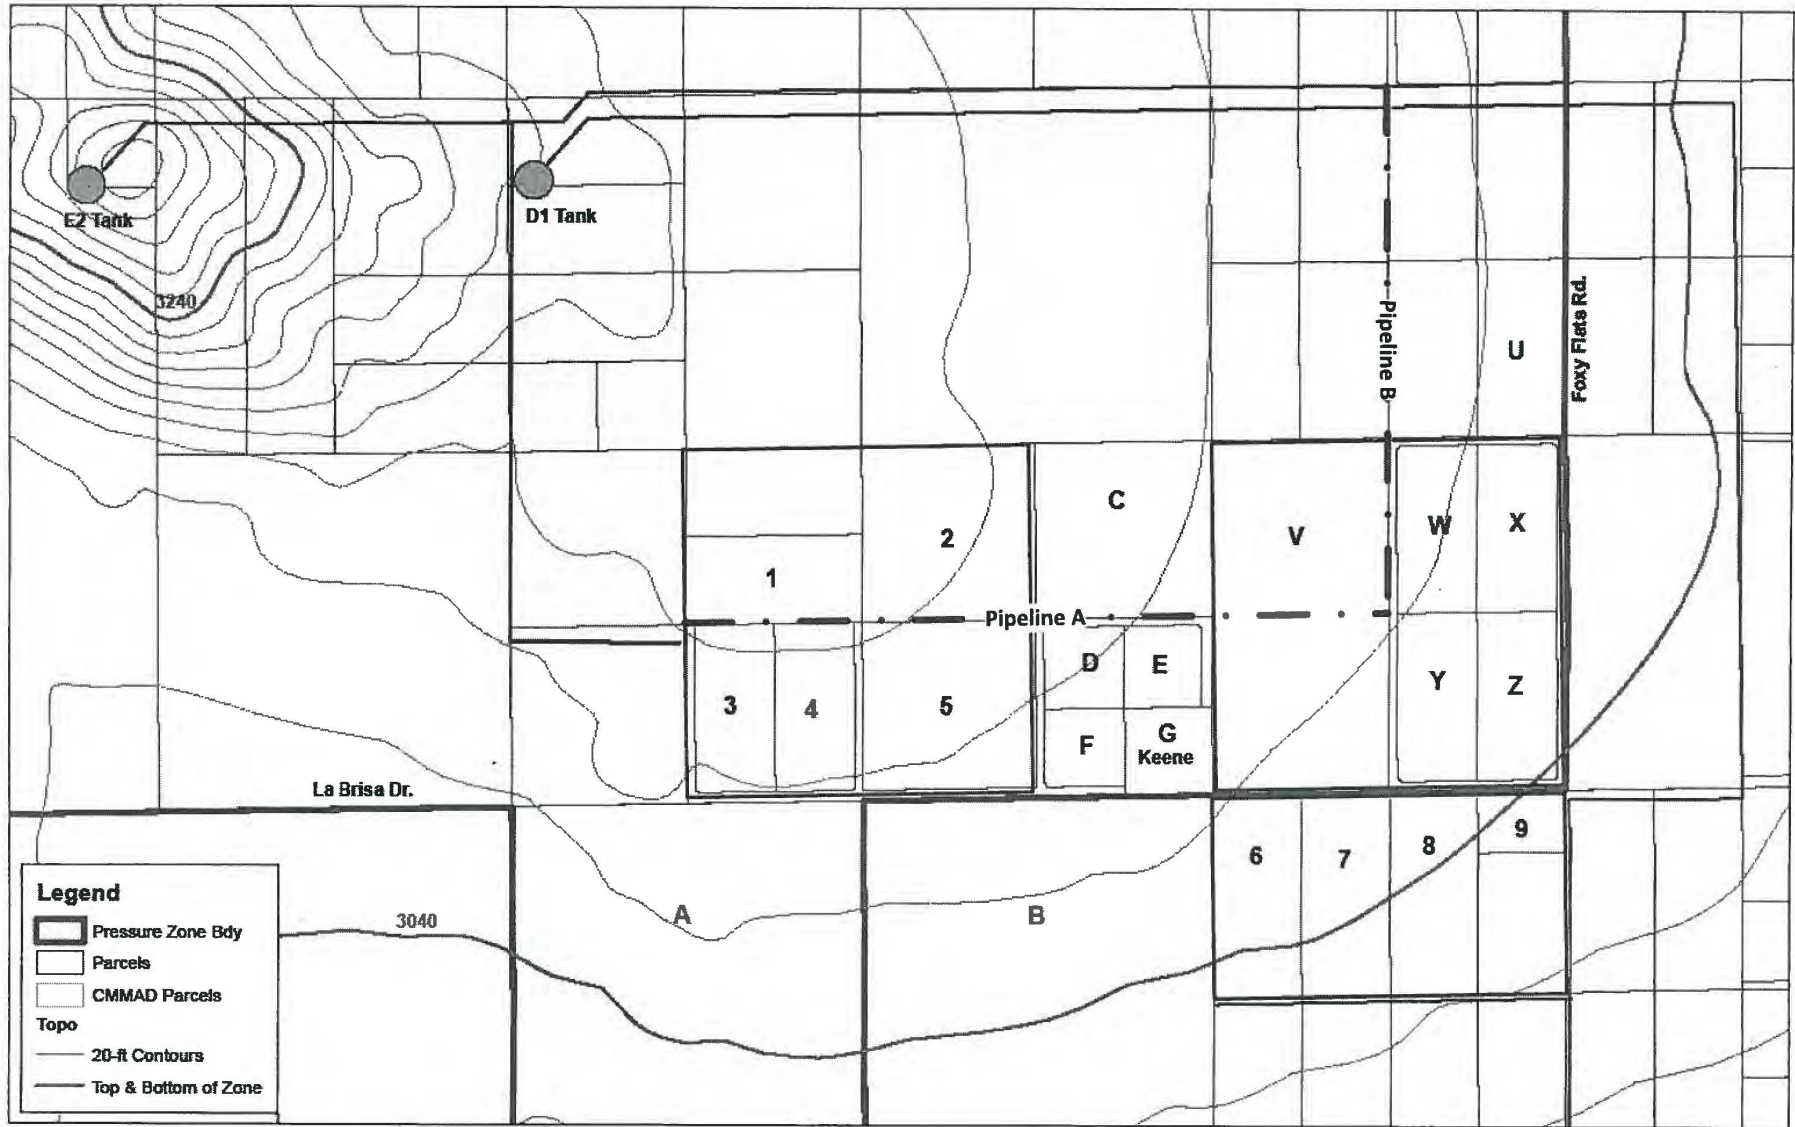 E2 Tank
D1 Tank
3240
Pipeline B
Foxy Flats Rd.
U
C
2
V
W
X
1
Pipeline A
D
E
3
4
5
Y
Z
F
G
Keene
La Brisa Dr.
6
7
8
9
A
B
3040
Legend
Pressure Zone Bdy
Parcels
CMMAD Parcels
Topo
20-ft Contours
Top & Bottom of Zone